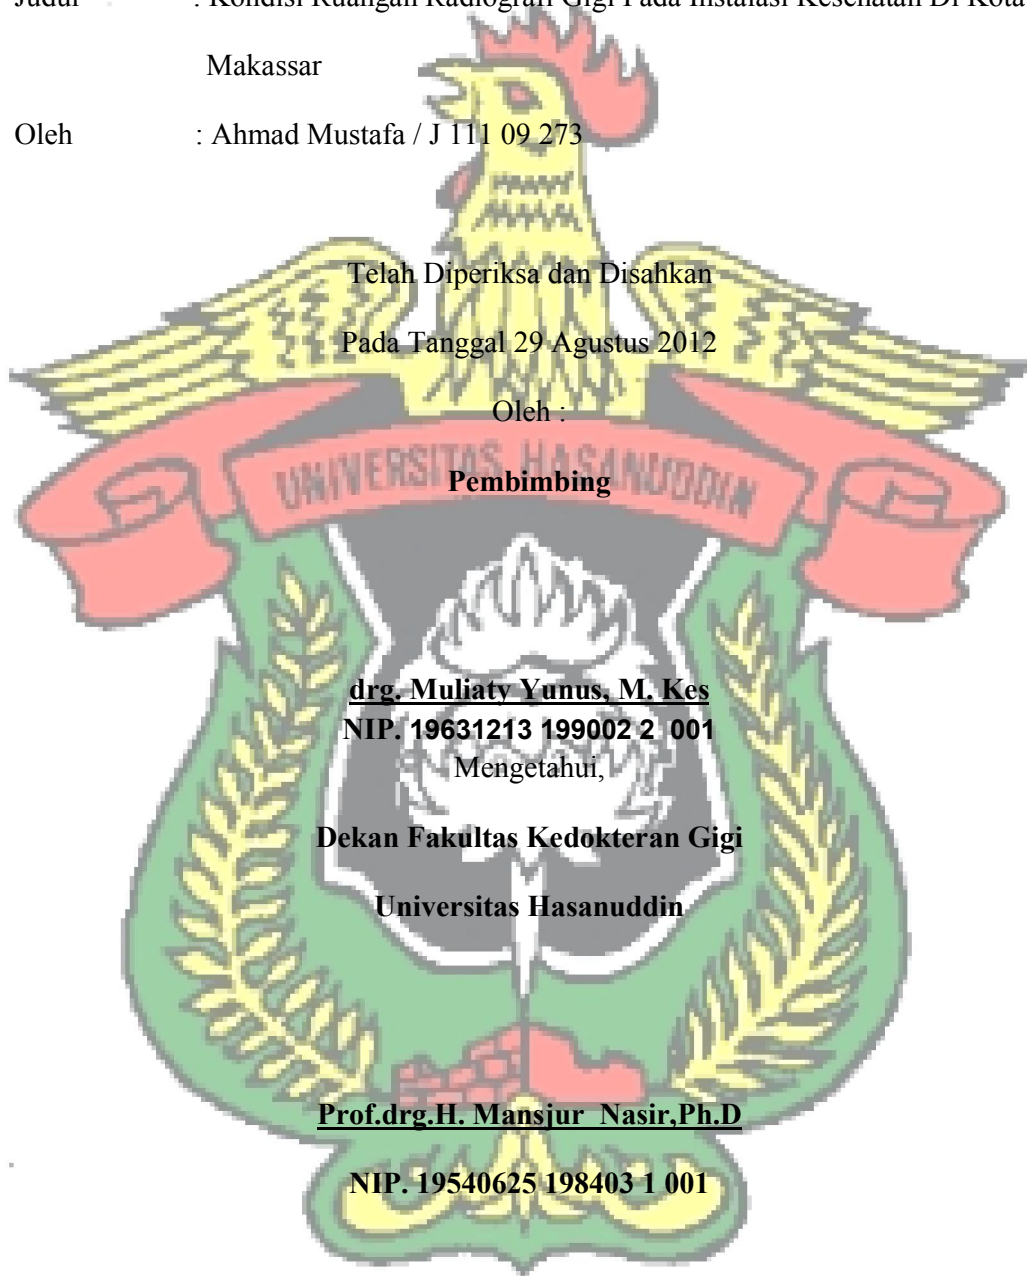 Judul : Kondisi Ruangan Radiografi Gigi Pada Instalasi Kesehatan Di Kota
Makassar
Oleh : Ahmad Mustafa / J 111 09 273
Telah Diperiksa dan Disahkan
Pada Tanggal 29 Agustus 2012
Oleh :
UNIVERSITAS HASANUDDIN
Pembimbing
drg. Muliaty Yunus, M. Kes
NIP. 19631213 199002 2 001
Mengetahui,
Dekan Fakultas Kedokteran Gigi
Universitas Hasanuddin
Prof.drg.H. Mansjur Nasir,Ph.D
NIP. 19540625 198403 1 001